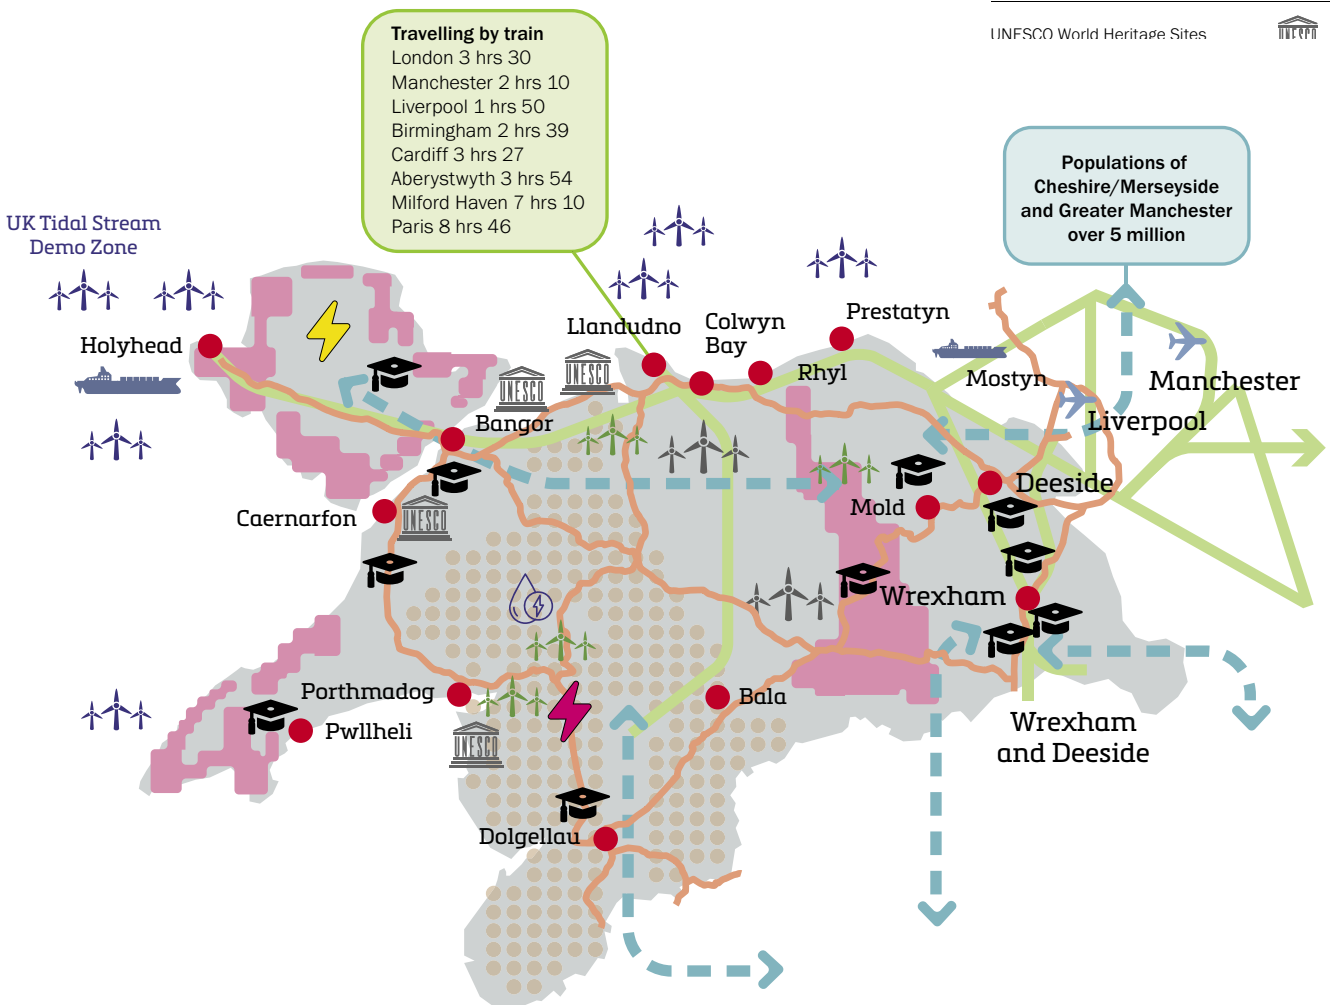 Travelling by train
London 3 hrs 30
Manchester 2 hrs 10
Liverpool 1 hrs 50
Birmingham 2 hrs 39
Cardiff 3 hrs 27
Aberystwyth 3 hrs 54
Milford Haven 7 hrs 10
Paris 8 hrs 46
UNESCO World Heritage Sites
UNESCO
Populations of
Cheshire/Merseyside
and Greater Manchester
over 5 million
UK Tidal Stream
Demo Zone
Holyhead
Llandudno
Colwyn
Bay
Prestatyn
Rhyl
Mostyn
Manchester
Liverpool
UNESCO
UNESCO
Bangor
Deeside
Mold
Caernarfon
UNESCO
Wrexham
Porthmadog
Bala
Pwllheli
UNESCO
Wrexham
and Deeside
Dolgellau